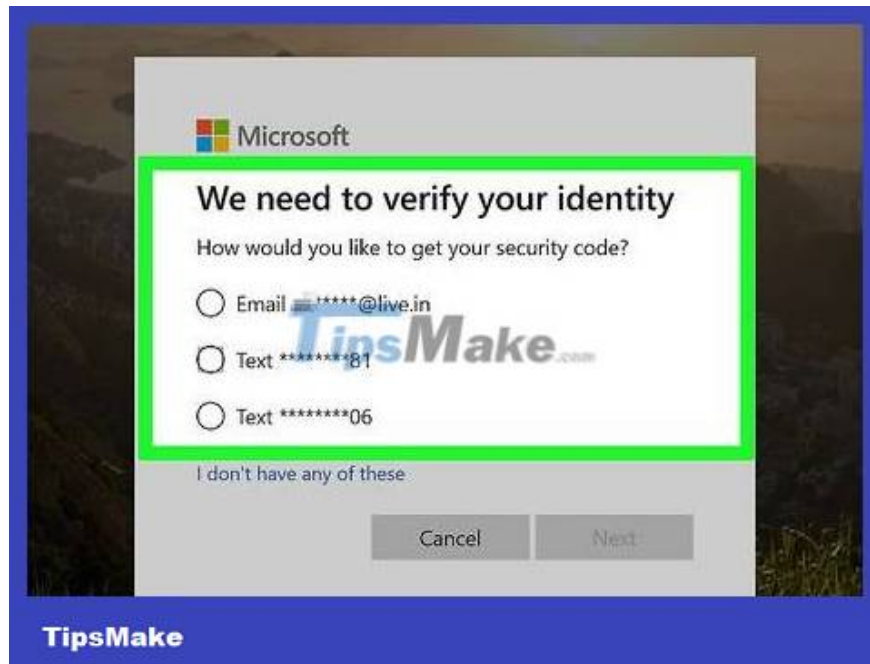 Microsoft
We need to verify your identity
How would you like to get your security code?
Email *****@live.in
TipsMake.com
Text ********81
Text ********06
I don't have any of these
Cancel
Next
TipsMake